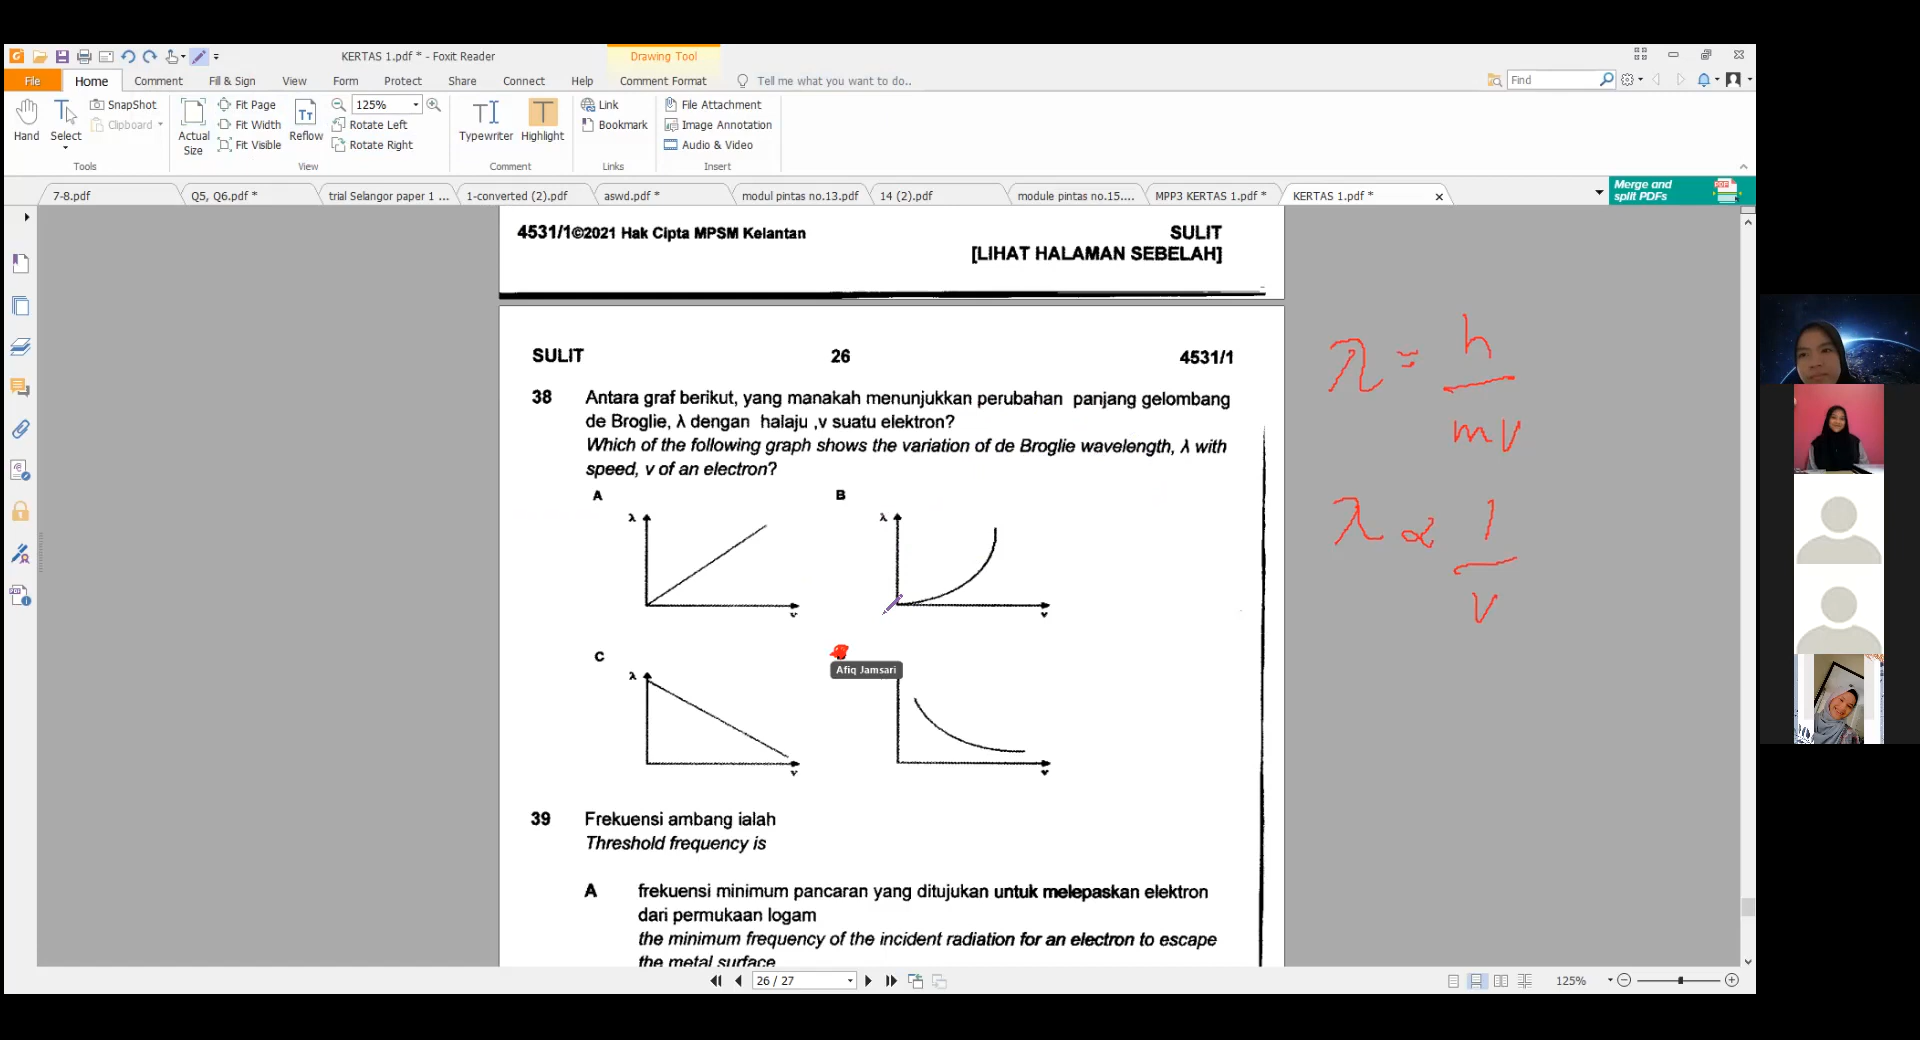 KERTAS 1.pdf * - Foxit Reader
Drawing Tool
File Home Comment Fill & Sign View Form Protect Share Connect Help Comment Format Tell me what you want to do.. Find
Hand
Select
SnapShot
Clipboard
Tools
Actual Size
Fit Page
Fit Width
Fit Visible
Reflow
125%
Rotate Left
Rotate Right
View
Typewriter
Highlight
Comment
Link
Bookmark
Links
File Attachment
Image Annotation
Audio & Video
Insert
7-8.pdf Q5, Q6.pdf * trial Selangor paper 1 ... 1-converted (2).pdf aswd.pdf * modul pintas no.13.pdf 14 (2).pdf module pintas no.15.... MPP3 KERTAS 1.pdf * KERTAS 1.pdf *
Merge and
split PDFs
4531/1©2021 Hak Cipta MPSM Kelantan SULIT
[LIHAT HALAMAN SEBELAH]
SULIT 26 4531/1
38 Antara graf berikut, yang manakah menunjukkan perubahan panjang gelombang
de Broglie, λ dengan halaju ,v suatu elektron?
Which of the following graph shows the variation of de Broglie wavelength, λ with
speed, v of an electron?
A B
λ λ
v v
C
Afiq Jamsari
λ
v v
39 Frekuensi ambang ialah
Threshold frequency is
A frekuensi minimum pancaran yang ditujukan untuk melepaskan elektron
dari permukaan logam
the minimum frequency of the incident radiation for an electron to escape
the metal surface
λ = h
mv
λ ∝ 1
v
26 / 27
125%